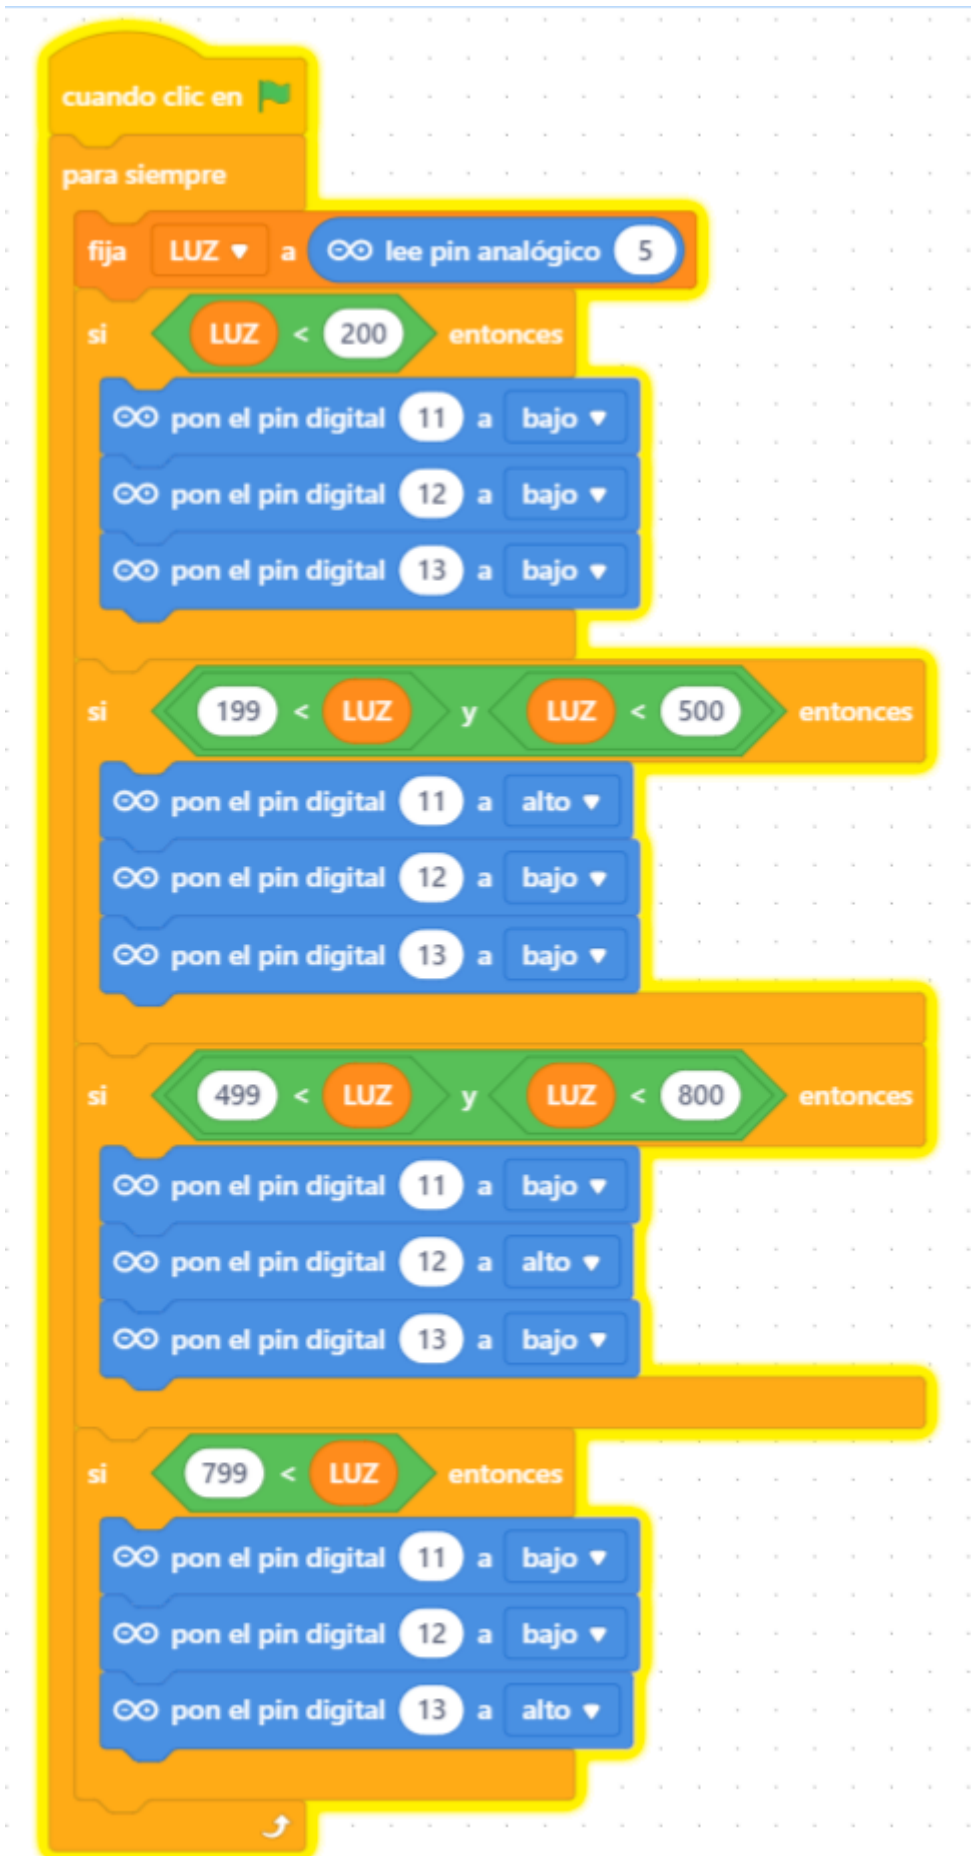 cuando clic en
para siempre
fija LUZ a lee pin analógico 5
si LUZ < 200 entonces
pon el pin digital 11 a bajo
pon el pin digital 12 a bajo
pon el pin digital 13 a bajo
si 199 < LUZ y LUZ < 500 entonces
pon el pin digital 11 a alto
pon el pin digital 12 a bajo
pon el pin digital 13 a bajo
si 499 < LUZ y LUZ < 800 entonces
pon el pin digital 11 a bajo
pon el pin digital 12 a alto
pon el pin digital 13 a bajo
si 799 < LUZ entonces
pon el pin digital 11 a bajo
pon el pin digital 12 a bajo
pon el pin digital 13 a alto